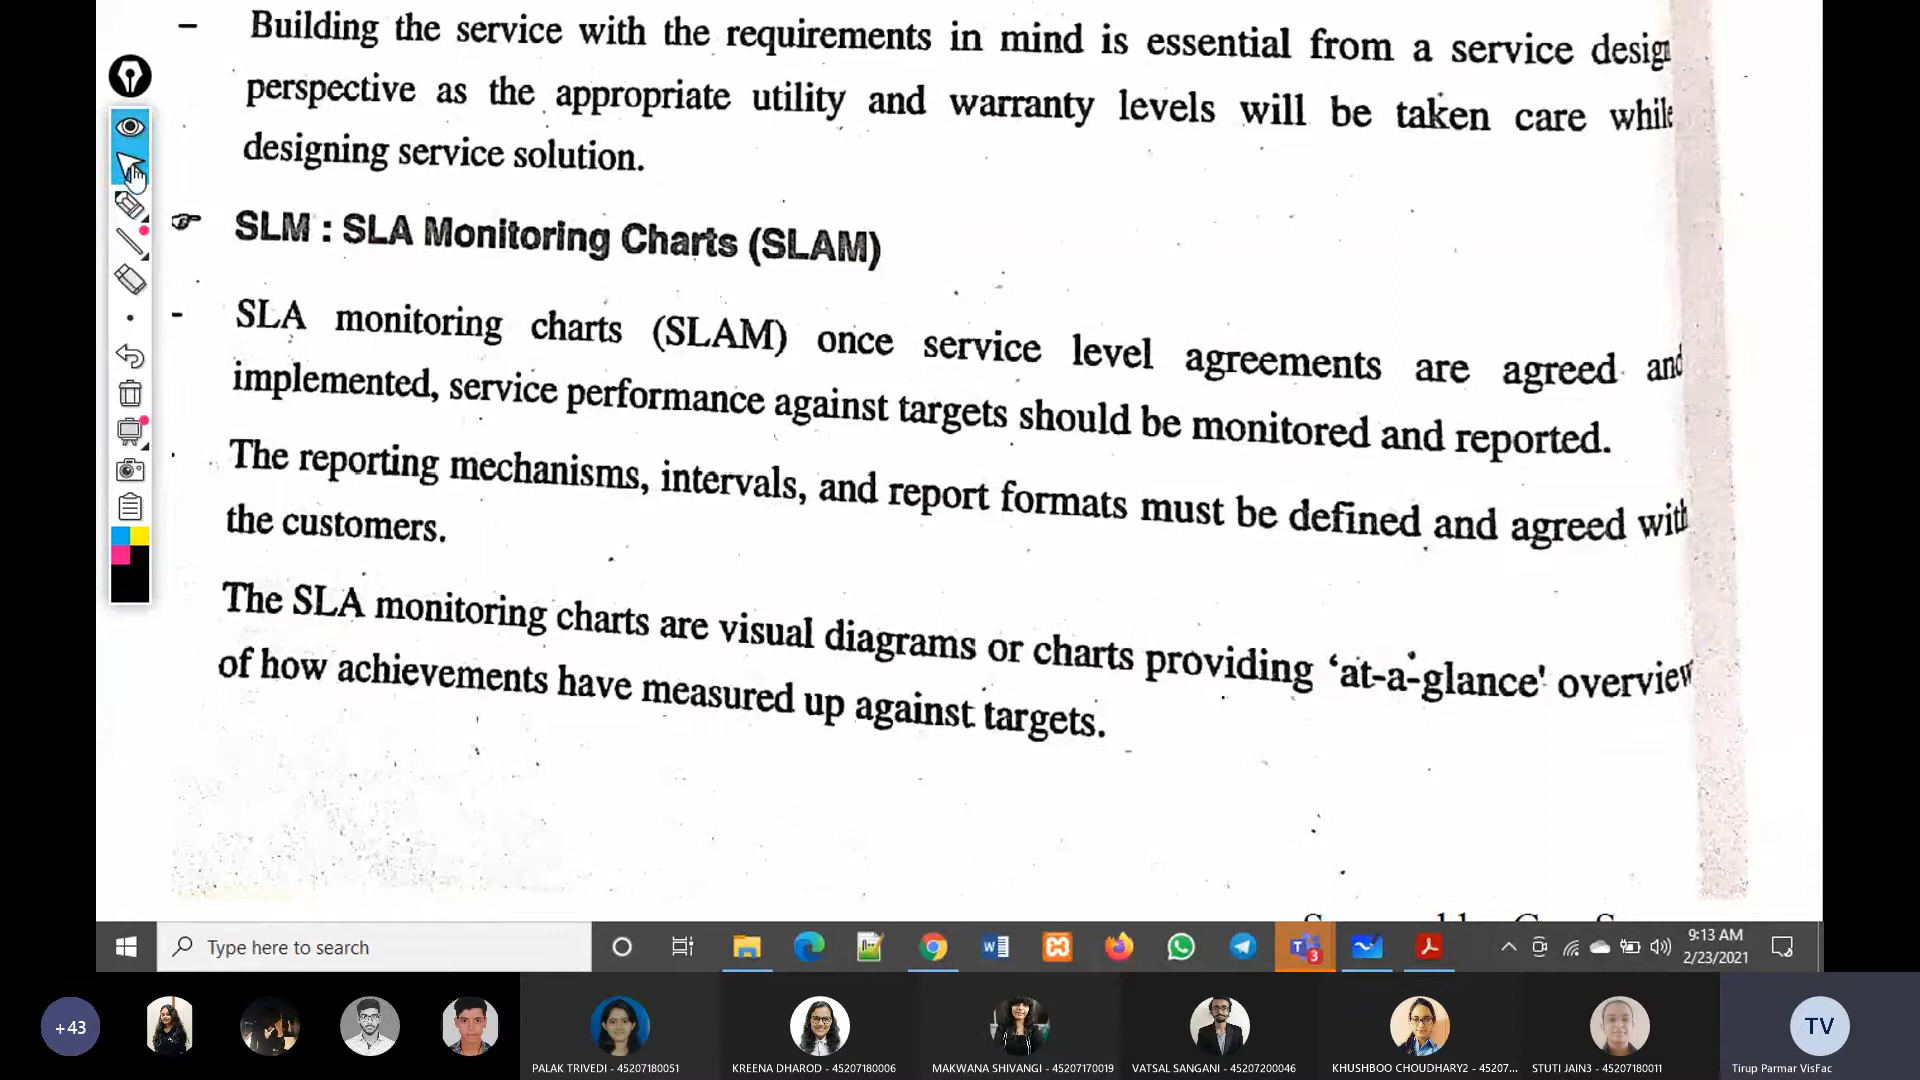 – Building the service with the requirements in mind is essential from a service design
perspective as the appropriate utility and warranty levels will be taken care while
designing service solution.
☞ SLM : SLA Monitoring Charts (SLAM)
- SLA monitoring charts (SLAM) once service level agreements are agreed and
implemented, service performance against targets should be monitored and reported.
The reporting mechanisms, intervals, and report formats must be defined and agreed with
the customers.
The SLA monitoring charts are visual diagrams or charts providing ‘at-a-glance' overview
of how achievements have measured up against targets.
Type here to search
3
9:13 AM
2/23/2021
+43
TV
PALAK TRIVEDI - 45207180051
KREENA DHAROD - 45207180006
MAKWANA SHIVANGI - 45207170019
VATSAL SANGANI - 45207200046
KHUSHBOO CHOUDHARY2 - 45207...
STUTI JAIN3 - 45207180011
Tirup Parmar VisFac